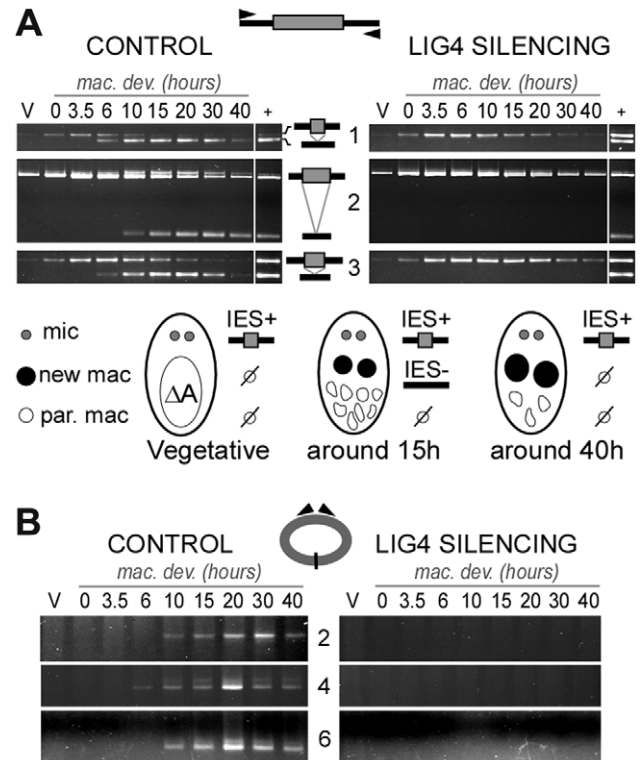 A
CONTROL LIG4 SILENCING
mac. dev. (hours) mac. dev. (hours)
V 0 3.5 6 10 15 20 30 40 + V 0 3.5 6 10 15 20 30 40 +
1
2
3
mic IES+ IES+ IES+
new mac ΔA IES-
par. mac
Vegetative around 15h around 40h
B
CONTROL LIG4 SILENCING
mac. dev. (hours) mac. dev. (hours)
V 0 3.5 6 10 15 20 30 40 V 0 3.5 6 10 15 20 30 40
2
4
6